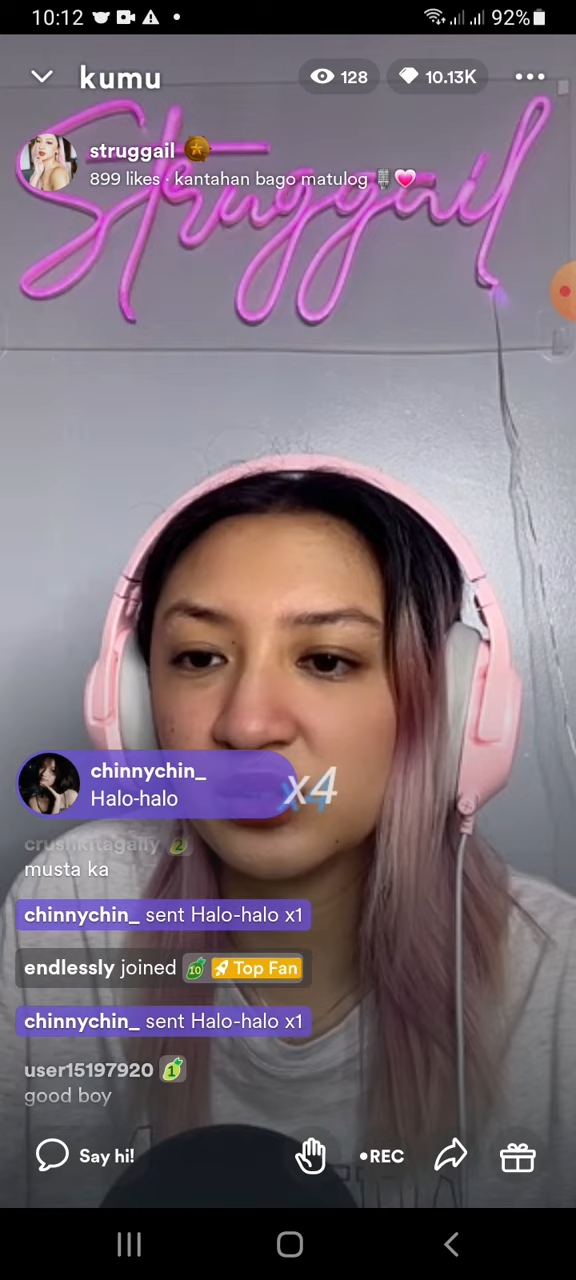 10:12
92%
kumu
128
10.13K
Struggail
struggail
899 likes · kantahan bago matulog
chinnychin_
Halo-halo
x4
crushkitagally 2
musta ka
chinnychin_ sent Halo-halo x1
endlessly joined 10 Top Fan
chinnychin_ sent Halo-halo x1
user15197920 1
good boy
Say hi!
•REC